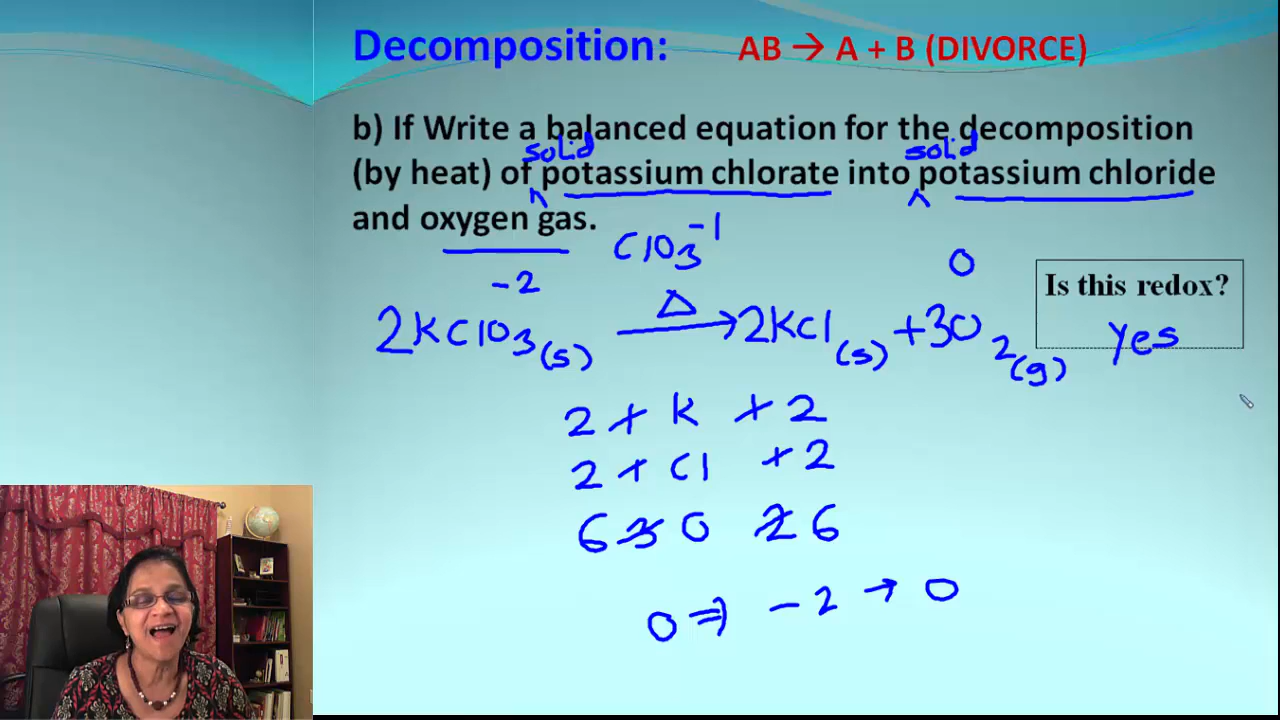 Decomposition: AB → A + B (DIVORCE)
b) If Write a balanced equation for the decomposition
solid solid
(by heat) of potassium chlorate into potassium chloride
^ ^
and oxygen gas.
ClO3 -1
-2 0
Is this redox?
2KClO3(s) Δ→ 2KCl(s) + 3O2(g)
Yes
2 + K + 2
2 + Cl + 2
6 3 O 2 6
O ⇒ -2 → 0